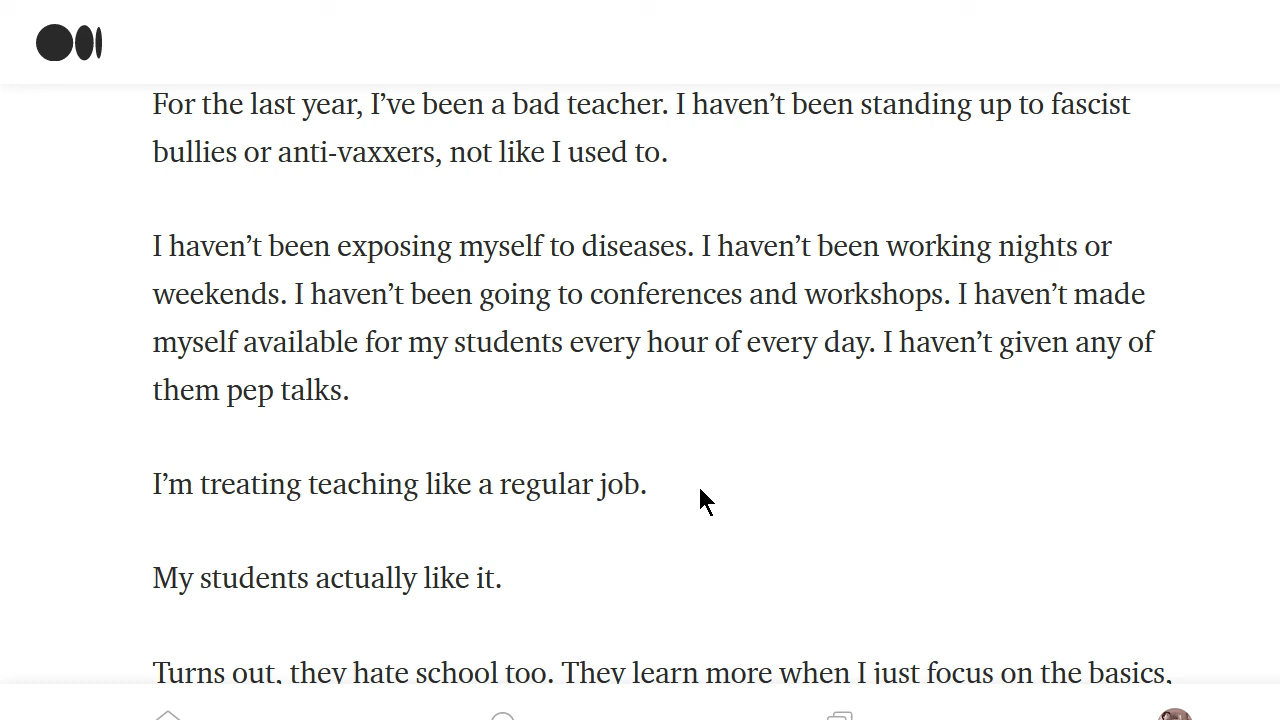 For the last year, I’ve been a bad teacher. I haven’t been standing up to fascist
bullies or anti-vaxxers, not like I used to.
I haven’t been exposing myself to diseases. I haven’t been working nights or
weekends. I haven’t been going to conferences and workshops. I haven’t made
myself available for my students every hour of every day. I haven’t given any of
them pep talks.
I’m treating teaching like a regular job.
My students actually like it.
Turns out, they hate school too. They learn more when I just focus on the basics,